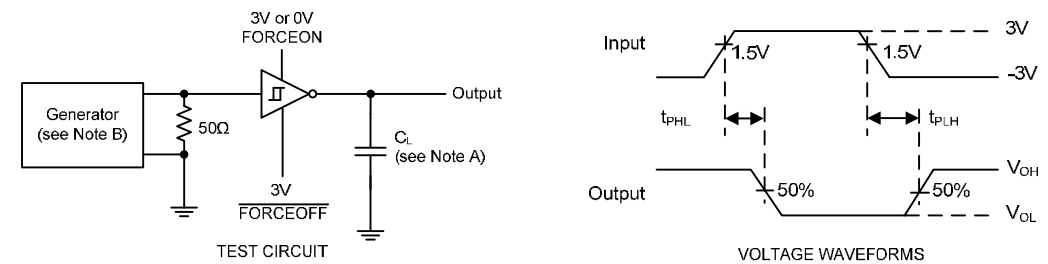 3V or 0V
FORCEON
Generator
(see Note B)
50Ω
Output
CL
(see Note A)
3V
FORCEOFF
TEST CIRCUIT
Input
1.5V
1.5V
3V
–3V
tPHL
tPLH
Output
50%
50%
VOH
VOL
VOLTAGE WAVEFORMS